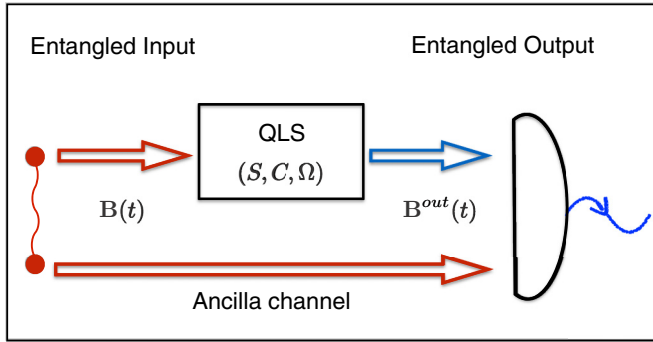 Entangled Input
Entangled Output
QLS
(S, C, Ω)
B(t)
B^{out}(t)
Ancilla channel